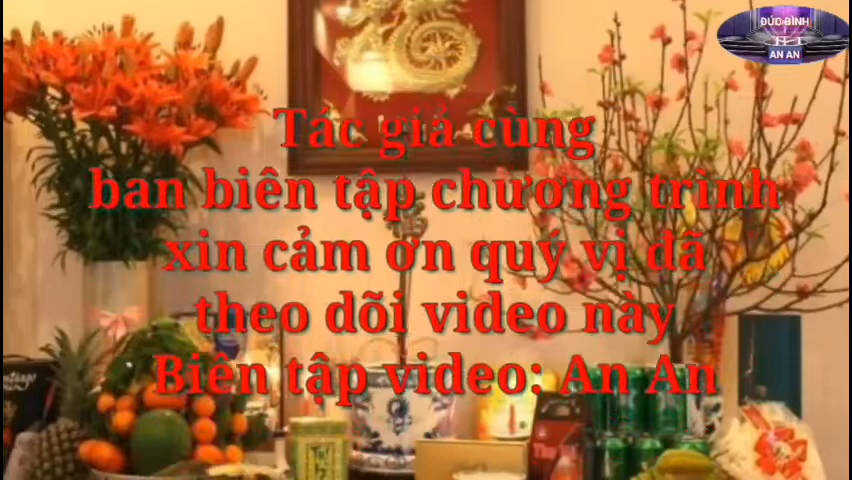 ĐỨC BÌNH
AN AN
Tác giả cùng
ban biên tập chương trình
xin cảm ơn quý vị đã
theo dõi video này
Biên tập video: An An